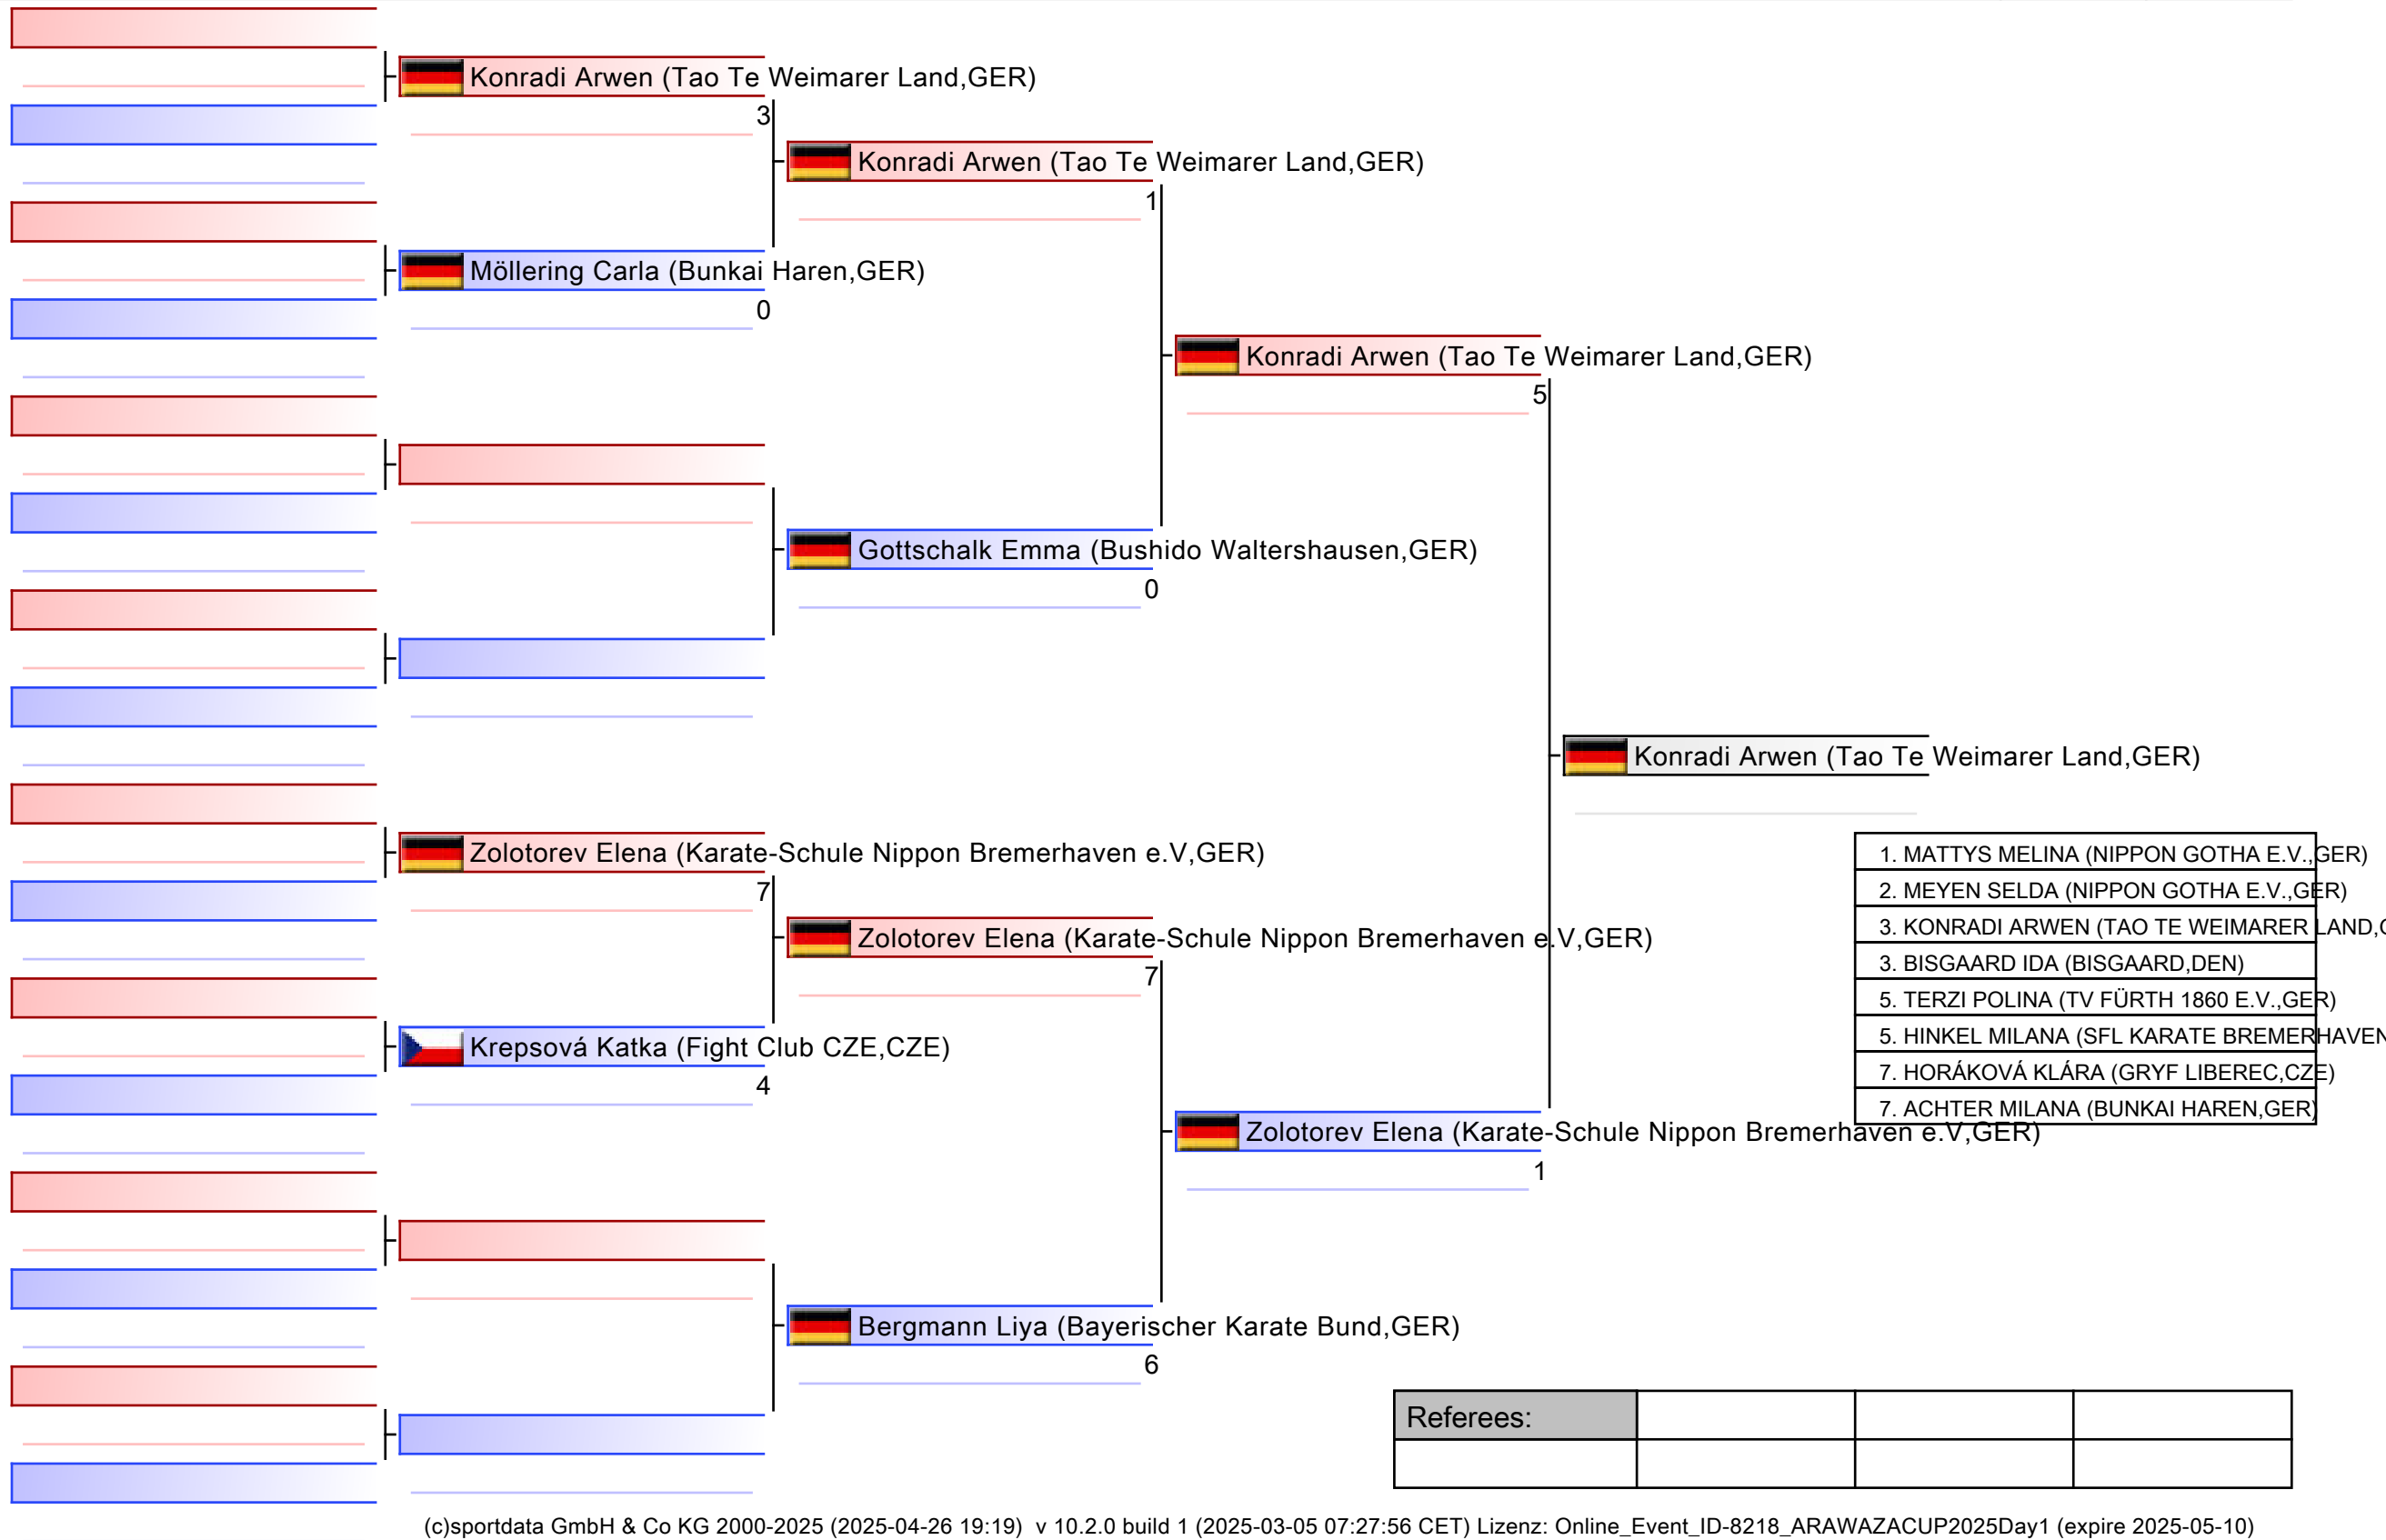 Konradi Arwen (Tao Te Weimarer Land,GER)
3
Konradi Arwen (Tao Te Weimarer Land,GER)
1
Möllering Carla (Bunkai Haren,GER)
0
Konradi Arwen (Tao Te Weimarer Land,GER)
5
Gottschalk Emma (Bushido Waltershausen,GER)
0
Konradi Arwen (Tao Te Weimarer Land,GER)
Zolotorev Elena (Karate-Schule Nippon Bremerhaven e.V,GER)
7
Zolotorev Elena (Karate-Schule Nippon Bremerhaven e.V,GER)
7
Krepsová Katka (Fight Club CZE,CZE)
4
Zolotorev Elena (Karate-Schule Nippon Bremerhaven e.V,GER)
1
Bergmann Liya (Bayerischer Karate Bund,GER)
6
1. MATTYS MELINA (NIPPON GOTHA E.V.,GER)
2. MEYEN SELDA (NIPPON GOTHA E.V.,GER)
3. KONRADI ARWEN (TAO TE WEIMARER LAND,G
3. BISGAARD IDA (BISGAARD,DEN)
5. TERZI POLINA (TV FÜRTH 1860 E.V.,GER)
5. HINKEL MILANA (SFL KARATE BREMERHAVEN
7. HORÁKOVÁ KLÁRA (GRYF LIBEREC,CZE)
7. ACHTER MILANA (BUNKAI HAREN,GER)
Referees:
(c)sportdata GmbH & Co KG 2000-2025 (2025-04-26 19:19) v 10.2.0 build 1 (2025-03-05 07:27:56 CET) Lizenz: Online_Event_ID-8218_ARAWAZACUP2025Day1 (expire 2025-05-10)